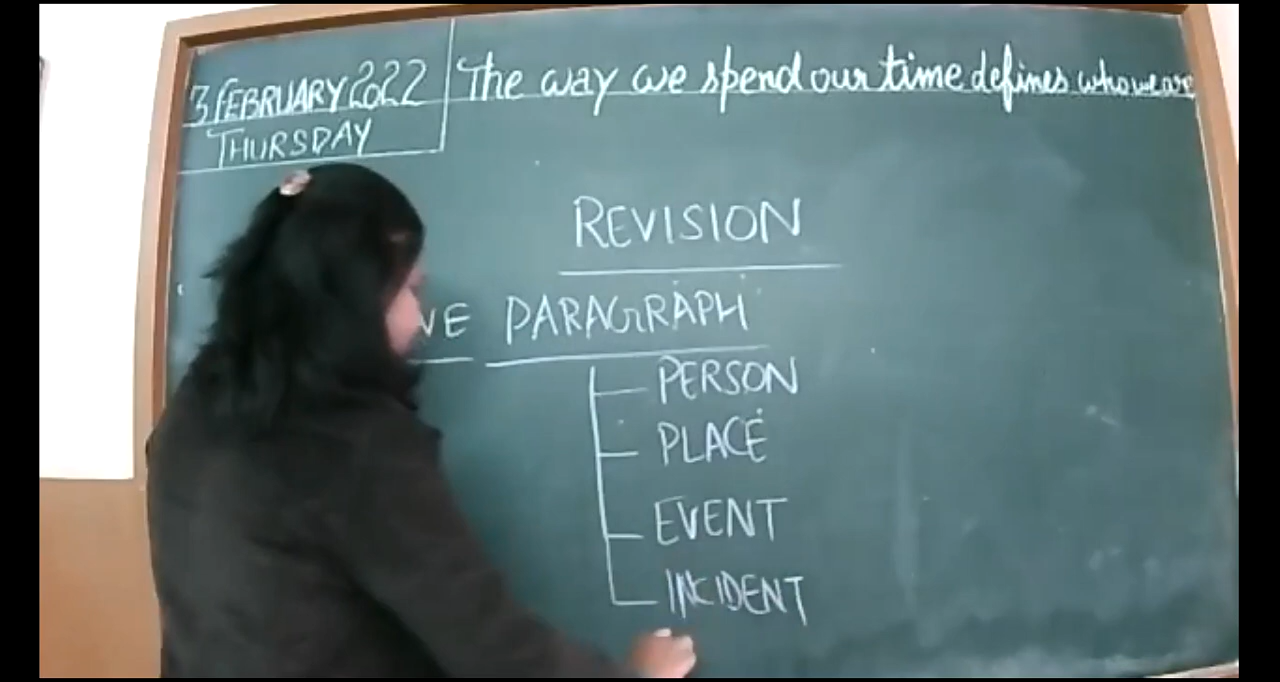 3 FEBRUARY 2022
THURSDAY
The way we spend our time defines who we are
REVISION
PARAGRAPH
PERSON
PLACE
EVENT
INCIDENT